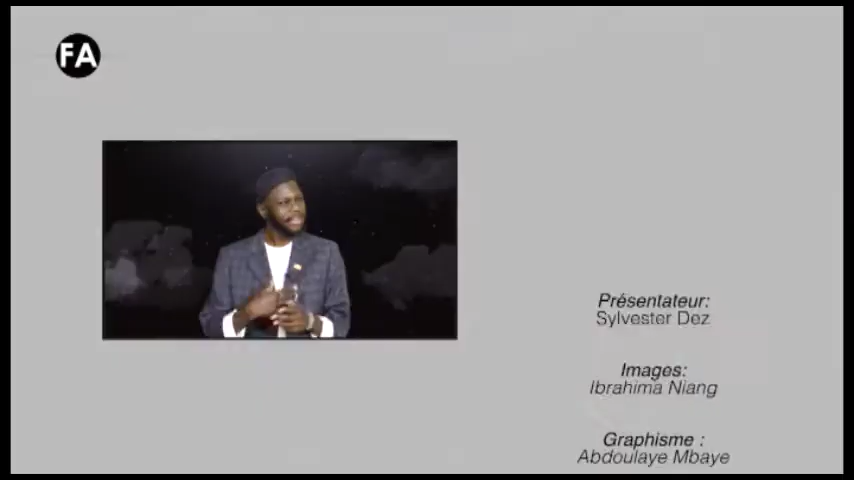 FA
Présentateur:
Sylvester Dez
Images:
Ibrahima Niang
Graphisme :
Abdoulaye Mbaye